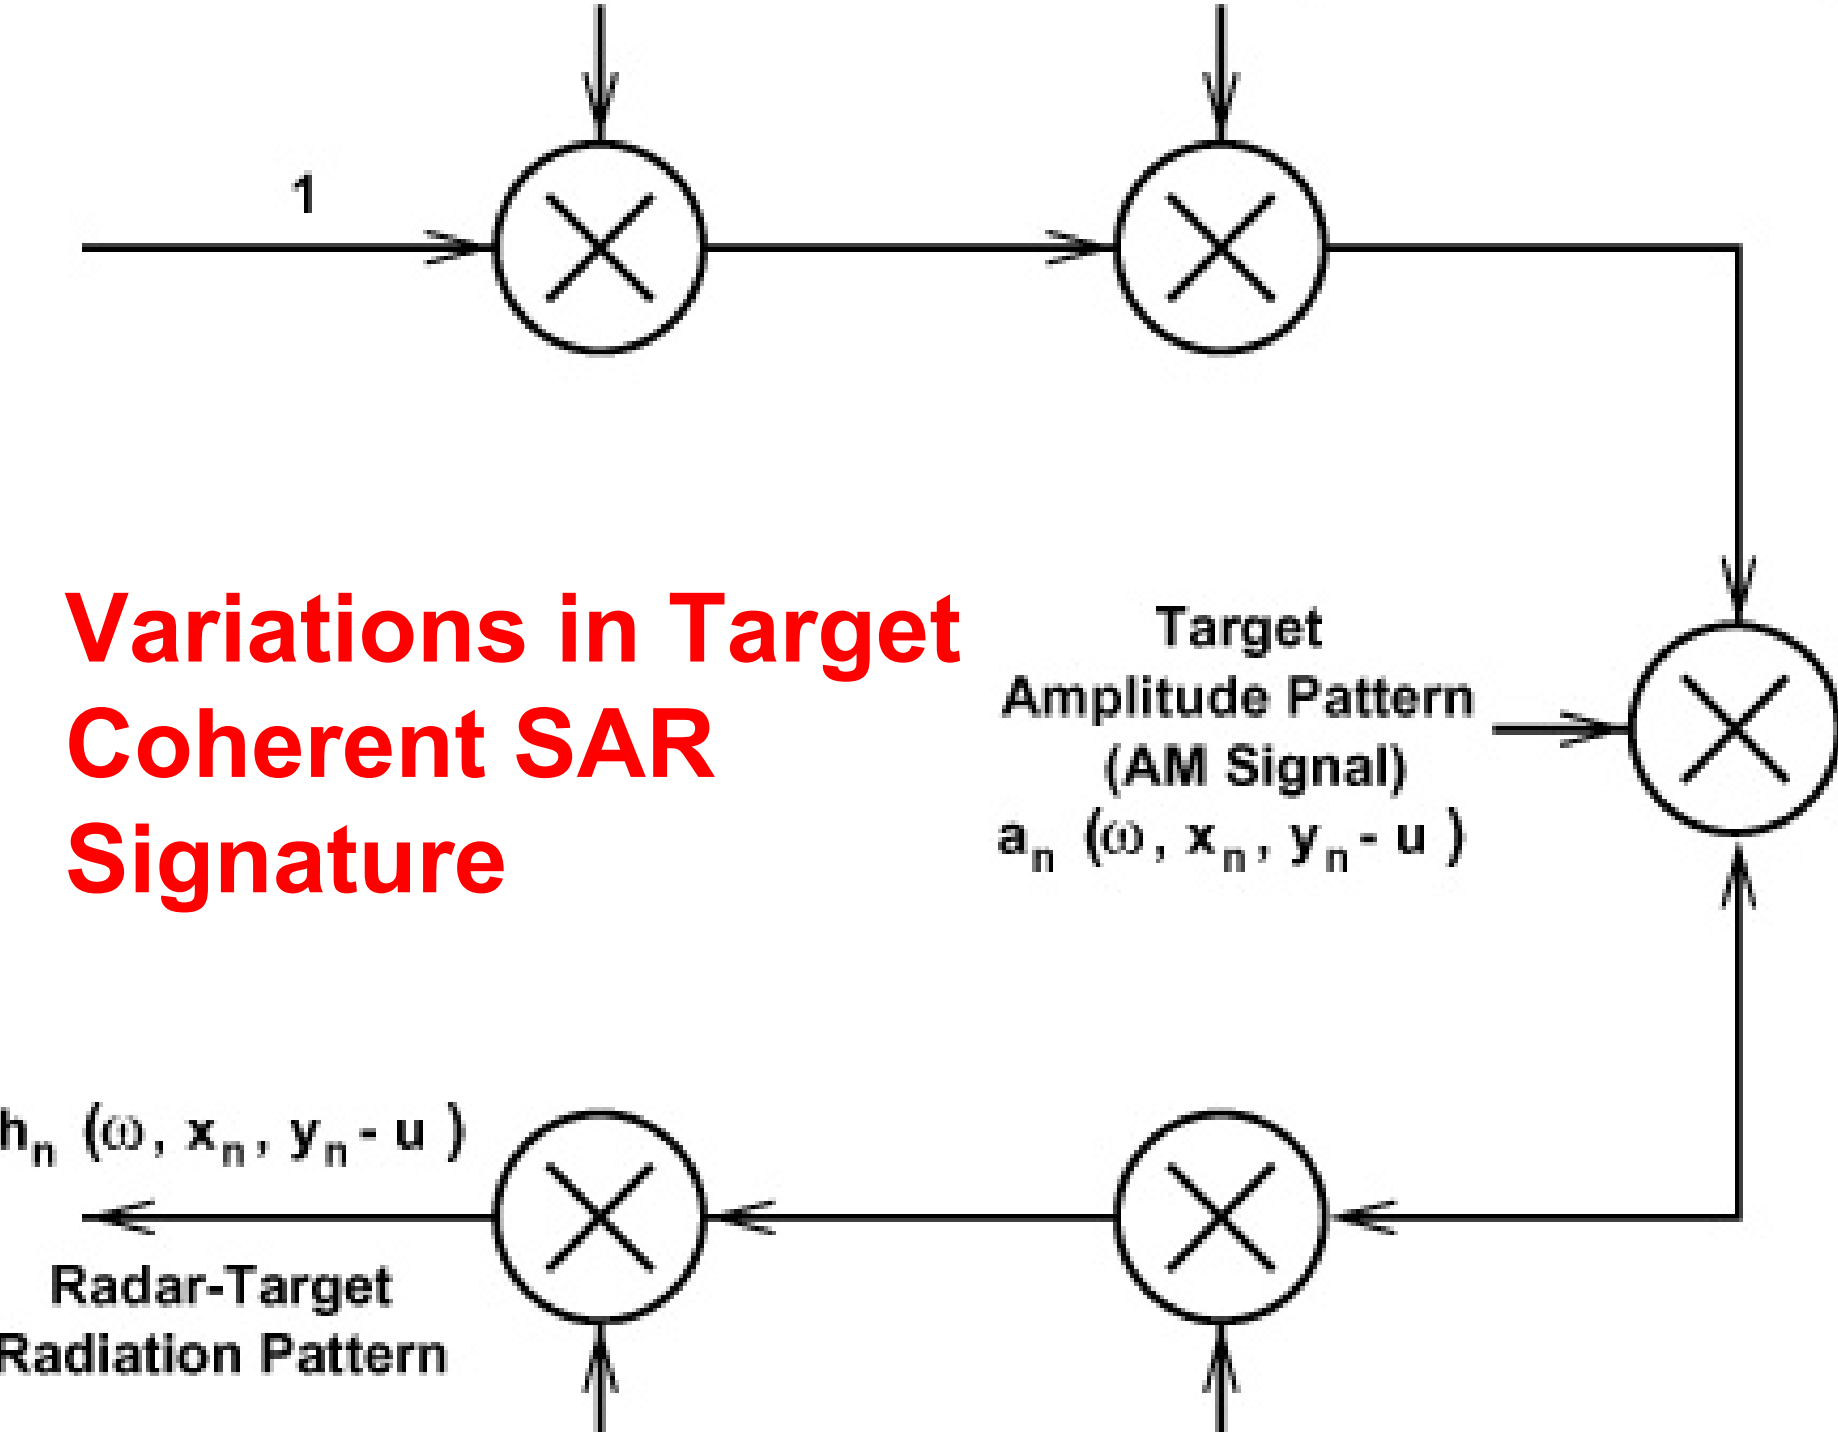 1
Variations in Target
Coherent SAR
Signature
Target
Amplitude Pattern
(AM Signal)
aₙ (ω, xₙ, yₙ - u )
hₙ (ω, xₙ, yₙ - u )
Radar-Target
Radiation Pattern